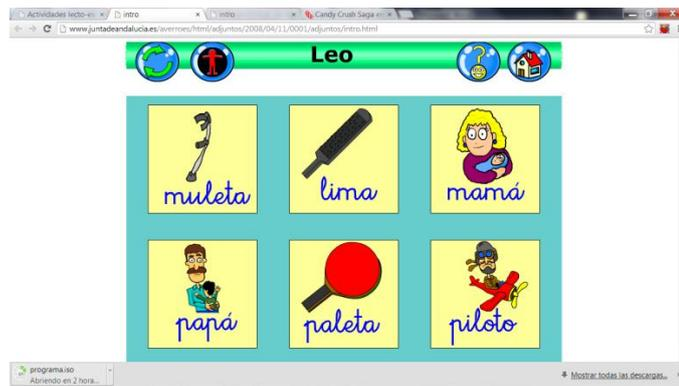 Actividades lecto-es
intro
intro
Candy Crush Saga en
www.juntadeandalucia.es/averroes/html/adjuntos/2008/04/11/0001/adjuntos/intro.html
Leo
muleta
lima
mamá
papá
paleta
piloto
programa.iso
Abriendo en 2 hora...
Mostrar todas las descargas...